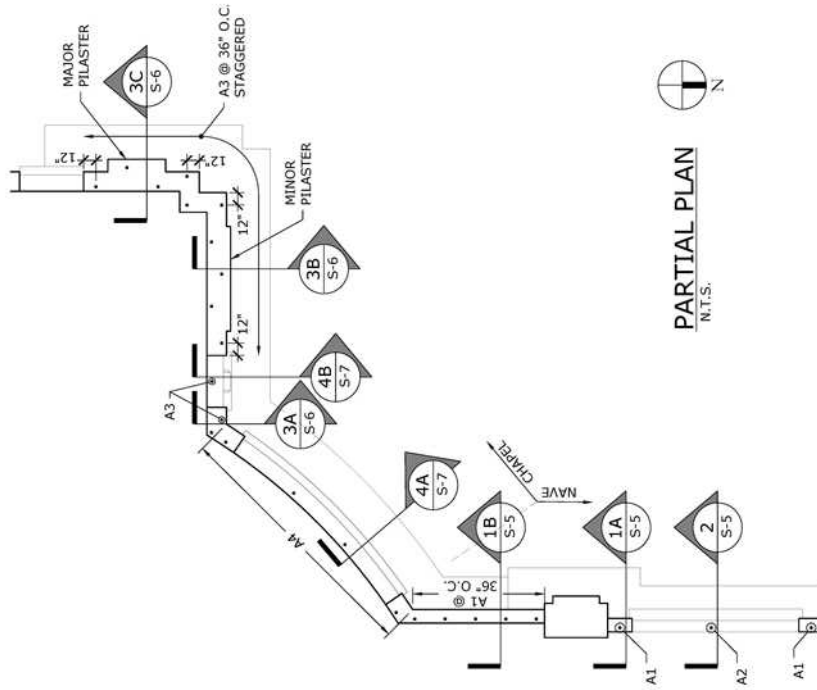 MAJOR
PILASTER
3C
S-6
A3 @ 36" O.C.
STAGGERED
12"
12"
MINOR
PILASTER
12"
3B
S-6
12"
4B
S-7
A3
3A
S-6
A4
4A
S-7
CHAPEL
NAVE
1B
S-5
A1 @
36" O.C.
1A
S-5
2
S-5
A1
A2
A1
N
PARTIAL PLAN
N.T.S.